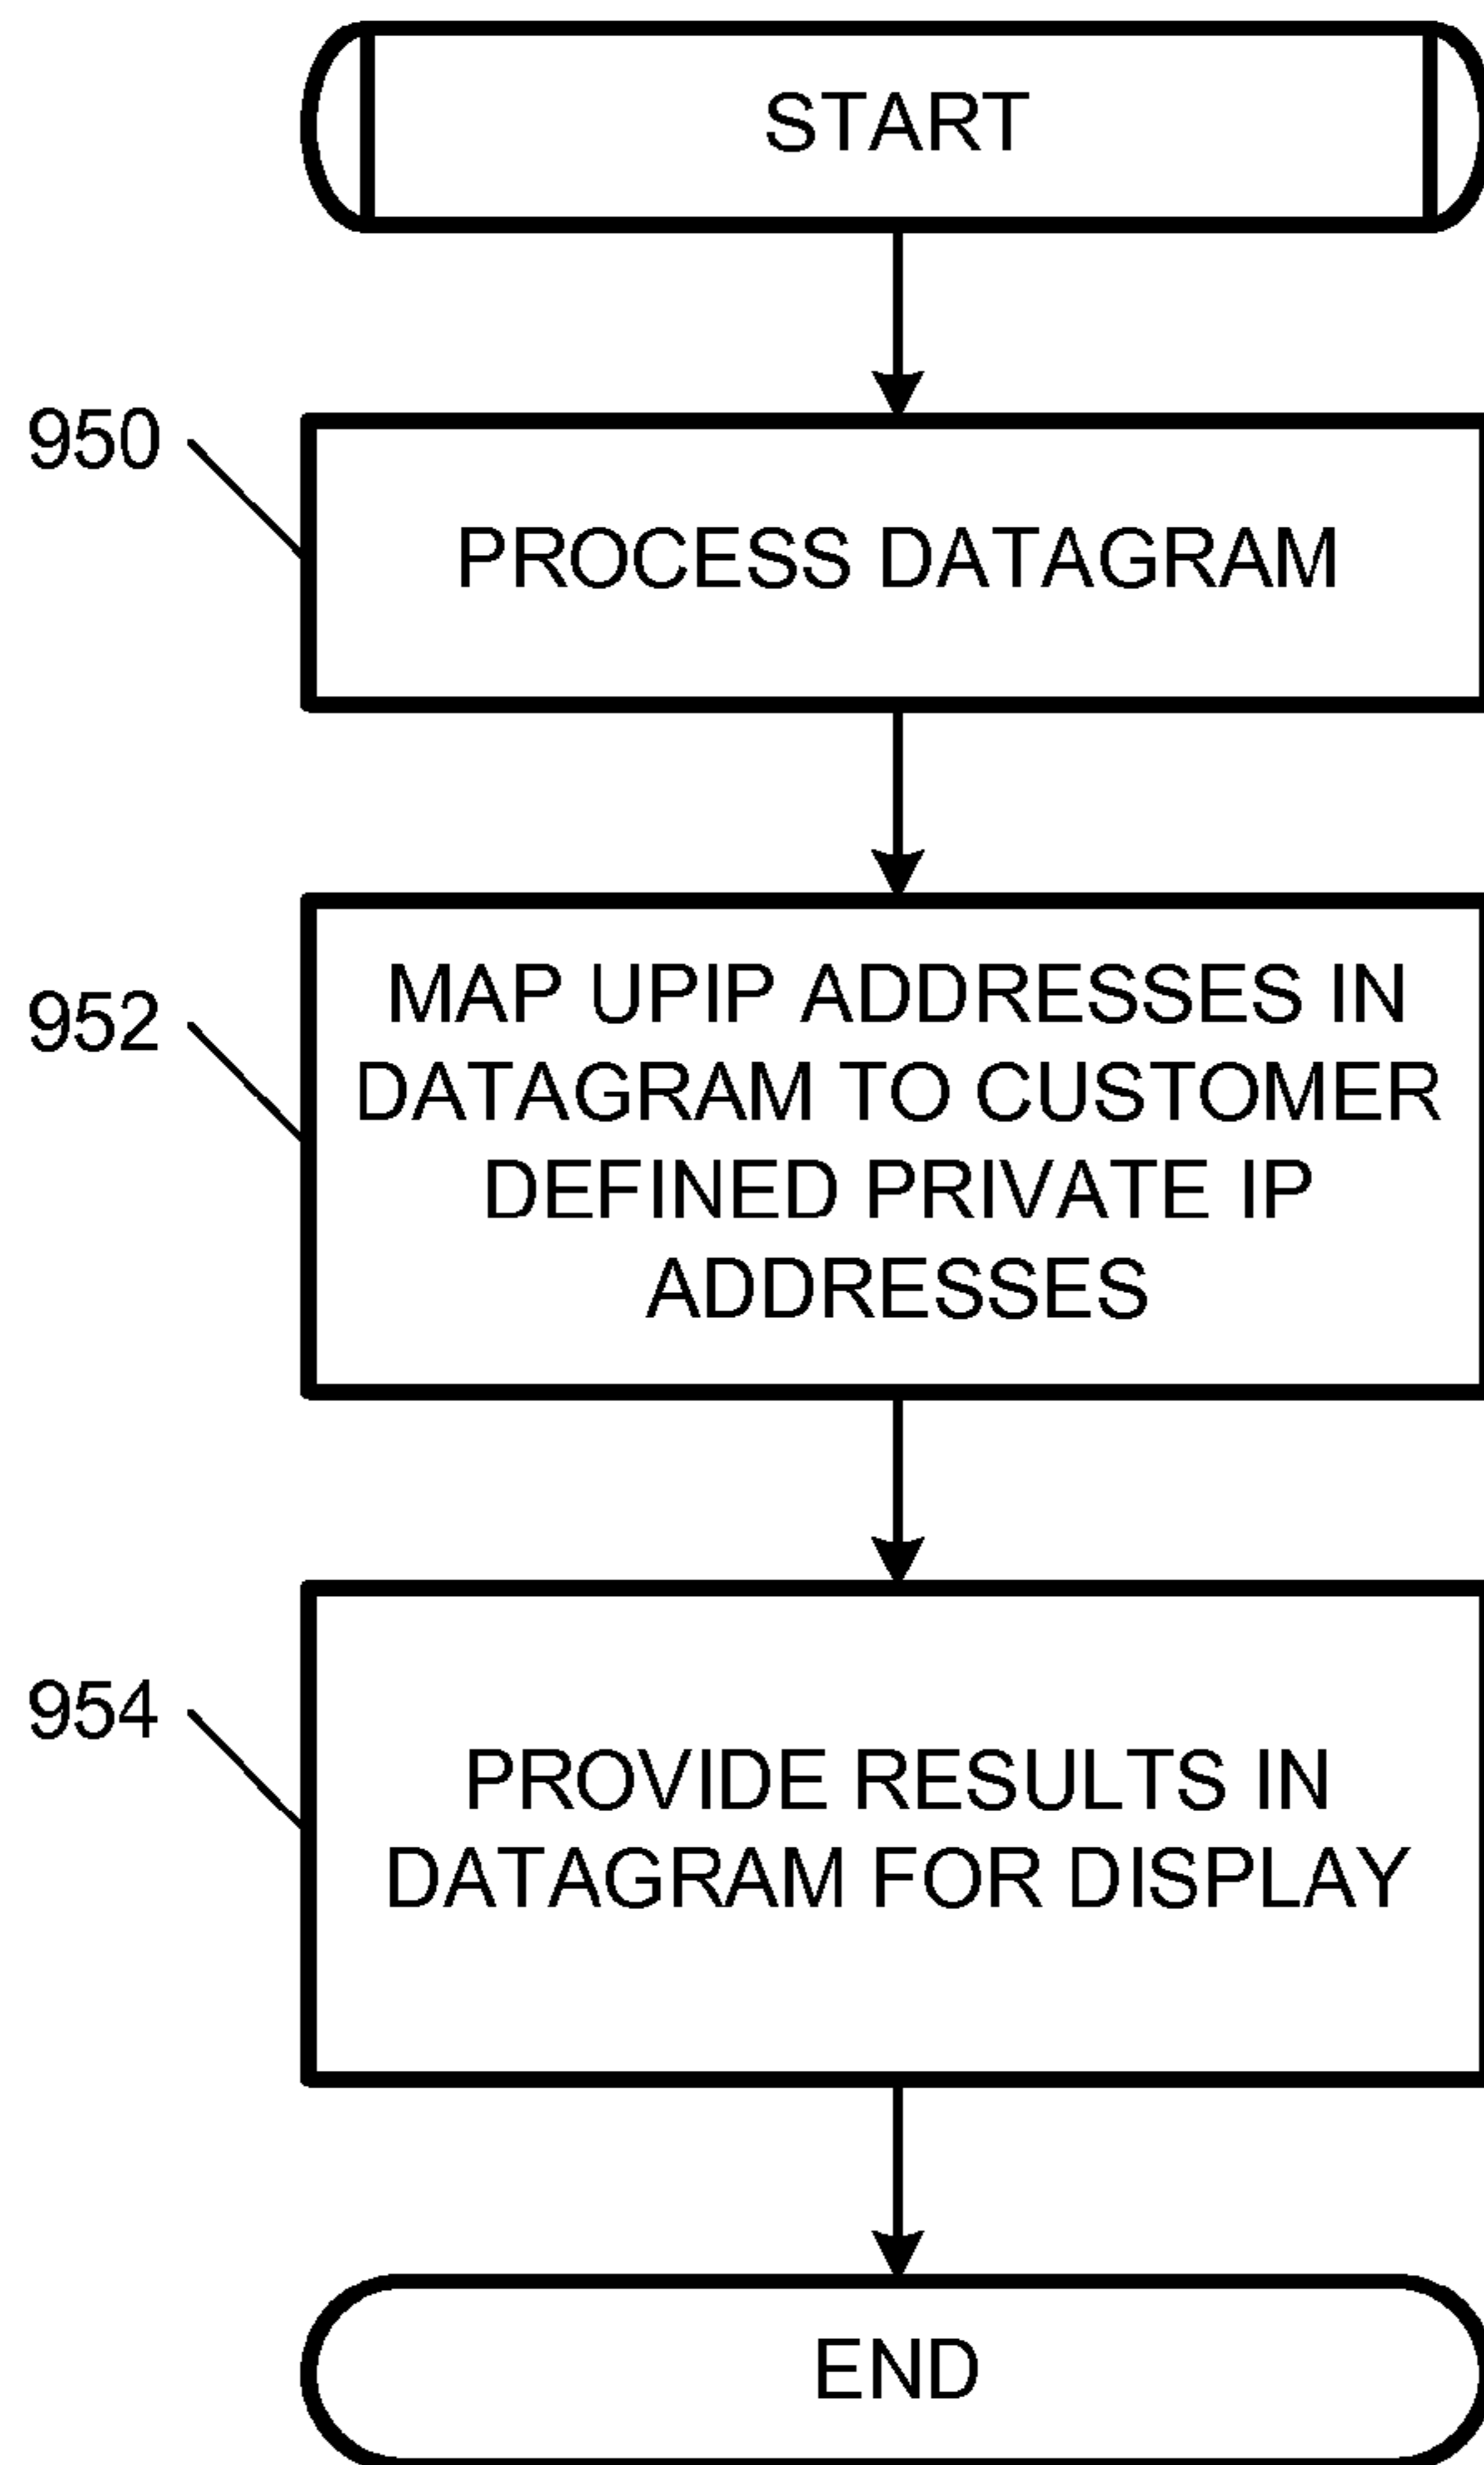 START
950
PROCESS DATAGRAM
952
MAP UPIP ADDRESSES IN
DATAGRAM TO CUSTOMER
DEFINED PRIVATE IP
ADDRESSES
954
PROVIDE RESULTS IN
DATAGRAM FOR DISPLAY
END